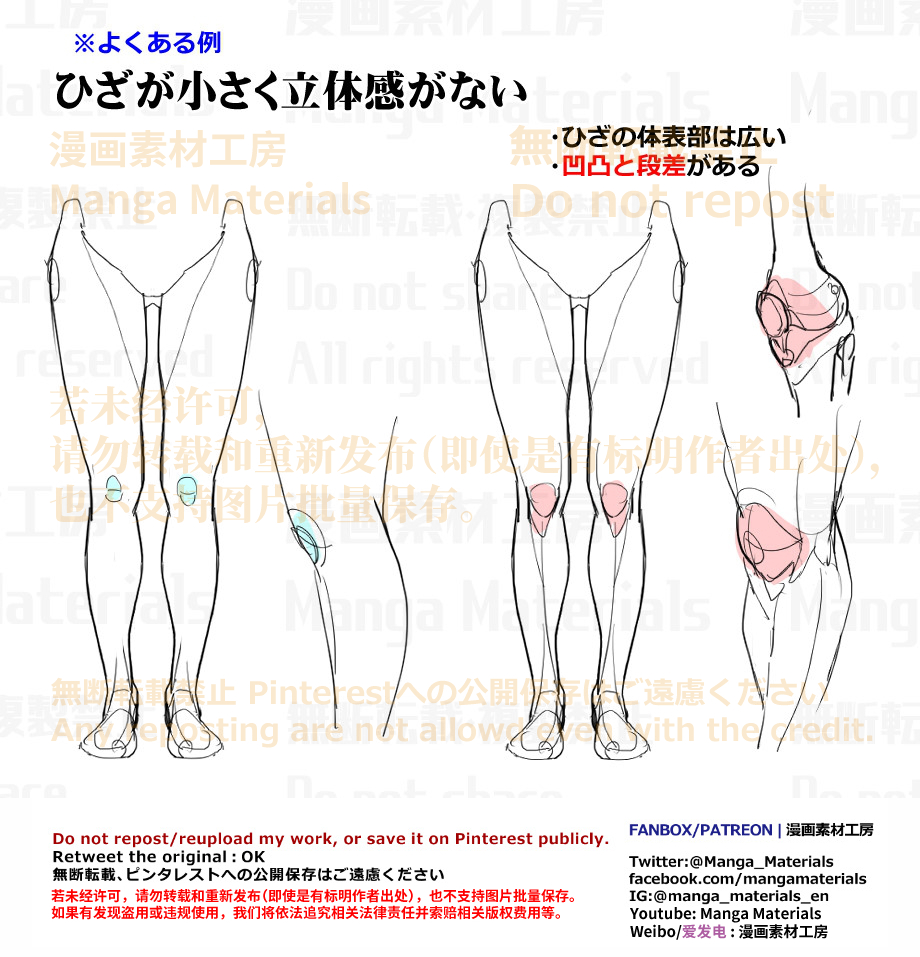 ※よくある例
ひざが小さく立体感がない
・ひざの体表部は広い
・凹凸と段差がある
漫画素材工房
Manga Materials
無断転載禁止
Do not repost
若未经许可，
请勿转载和重新发布（即使是有标明作者出处），
也不支持图片批量保存。
無断転載禁止 Pinterestへの公開保存はご遠慮ください
Any reposting are not allowd even with the credit.
Do not repost/reupload my work, or save it on Pinterest publicly.
Retweet the original : OK
無断転載、ピンタレストへの公開保存はご遠慮ください
若未经许可，请勿转载和重新发布（即使是有标明作者出处），也不支持图片批量保存。
如果有发现盗用或违规使用，我们将依法追究相关法律责任并索赔相关版权费用等。
FANBOX/PATREON | 漫画素材工房
Twitter:@Manga_Materials
facebook.com/mangamaterials
IG:@manga_materials_en
Youtube: Manga Materials
Weibo/爱发电 : 漫画素材工房